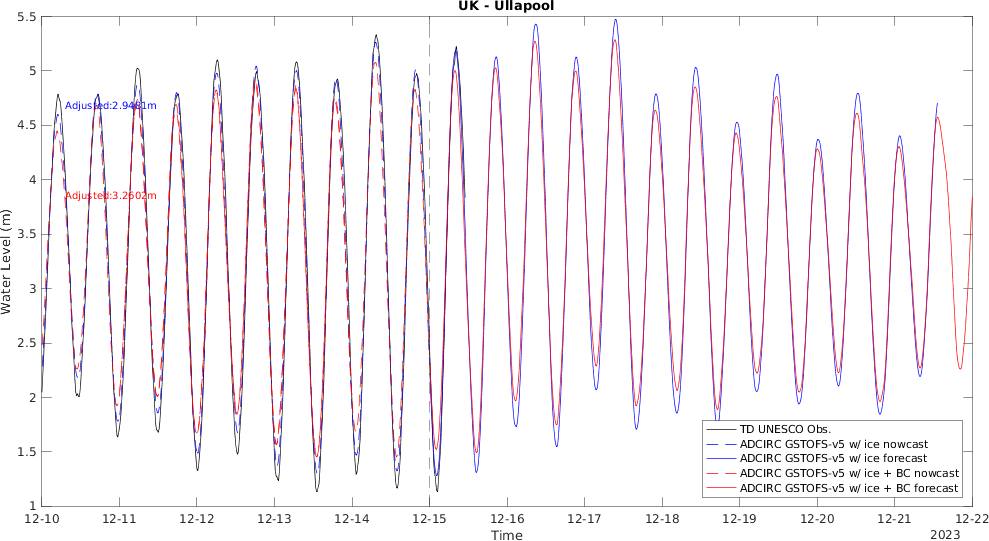 UK - Ullapool
5.5
5
4.5
4
3.5
3
2.5
2
1.5
1
Water Level (m)
Adjusted:2.9481m
Adjusted:3.2602m
TD UNESCO Obs.
ADCIRC GSTOFS-v5 w/ ice nowcast
ADCIRC GSTOFS-v5 w/ ice forecast
ADCIRC GSTOFS-v5 w/ ice + BC nowcast
ADCIRC GSTOFS-v5 w/ ice + BC forecast
12-10 12-11 12-12 12-13 12-14 12-15 12-16 12-17 12-18 12-19 12-20 12-21 12-22
Time
2023